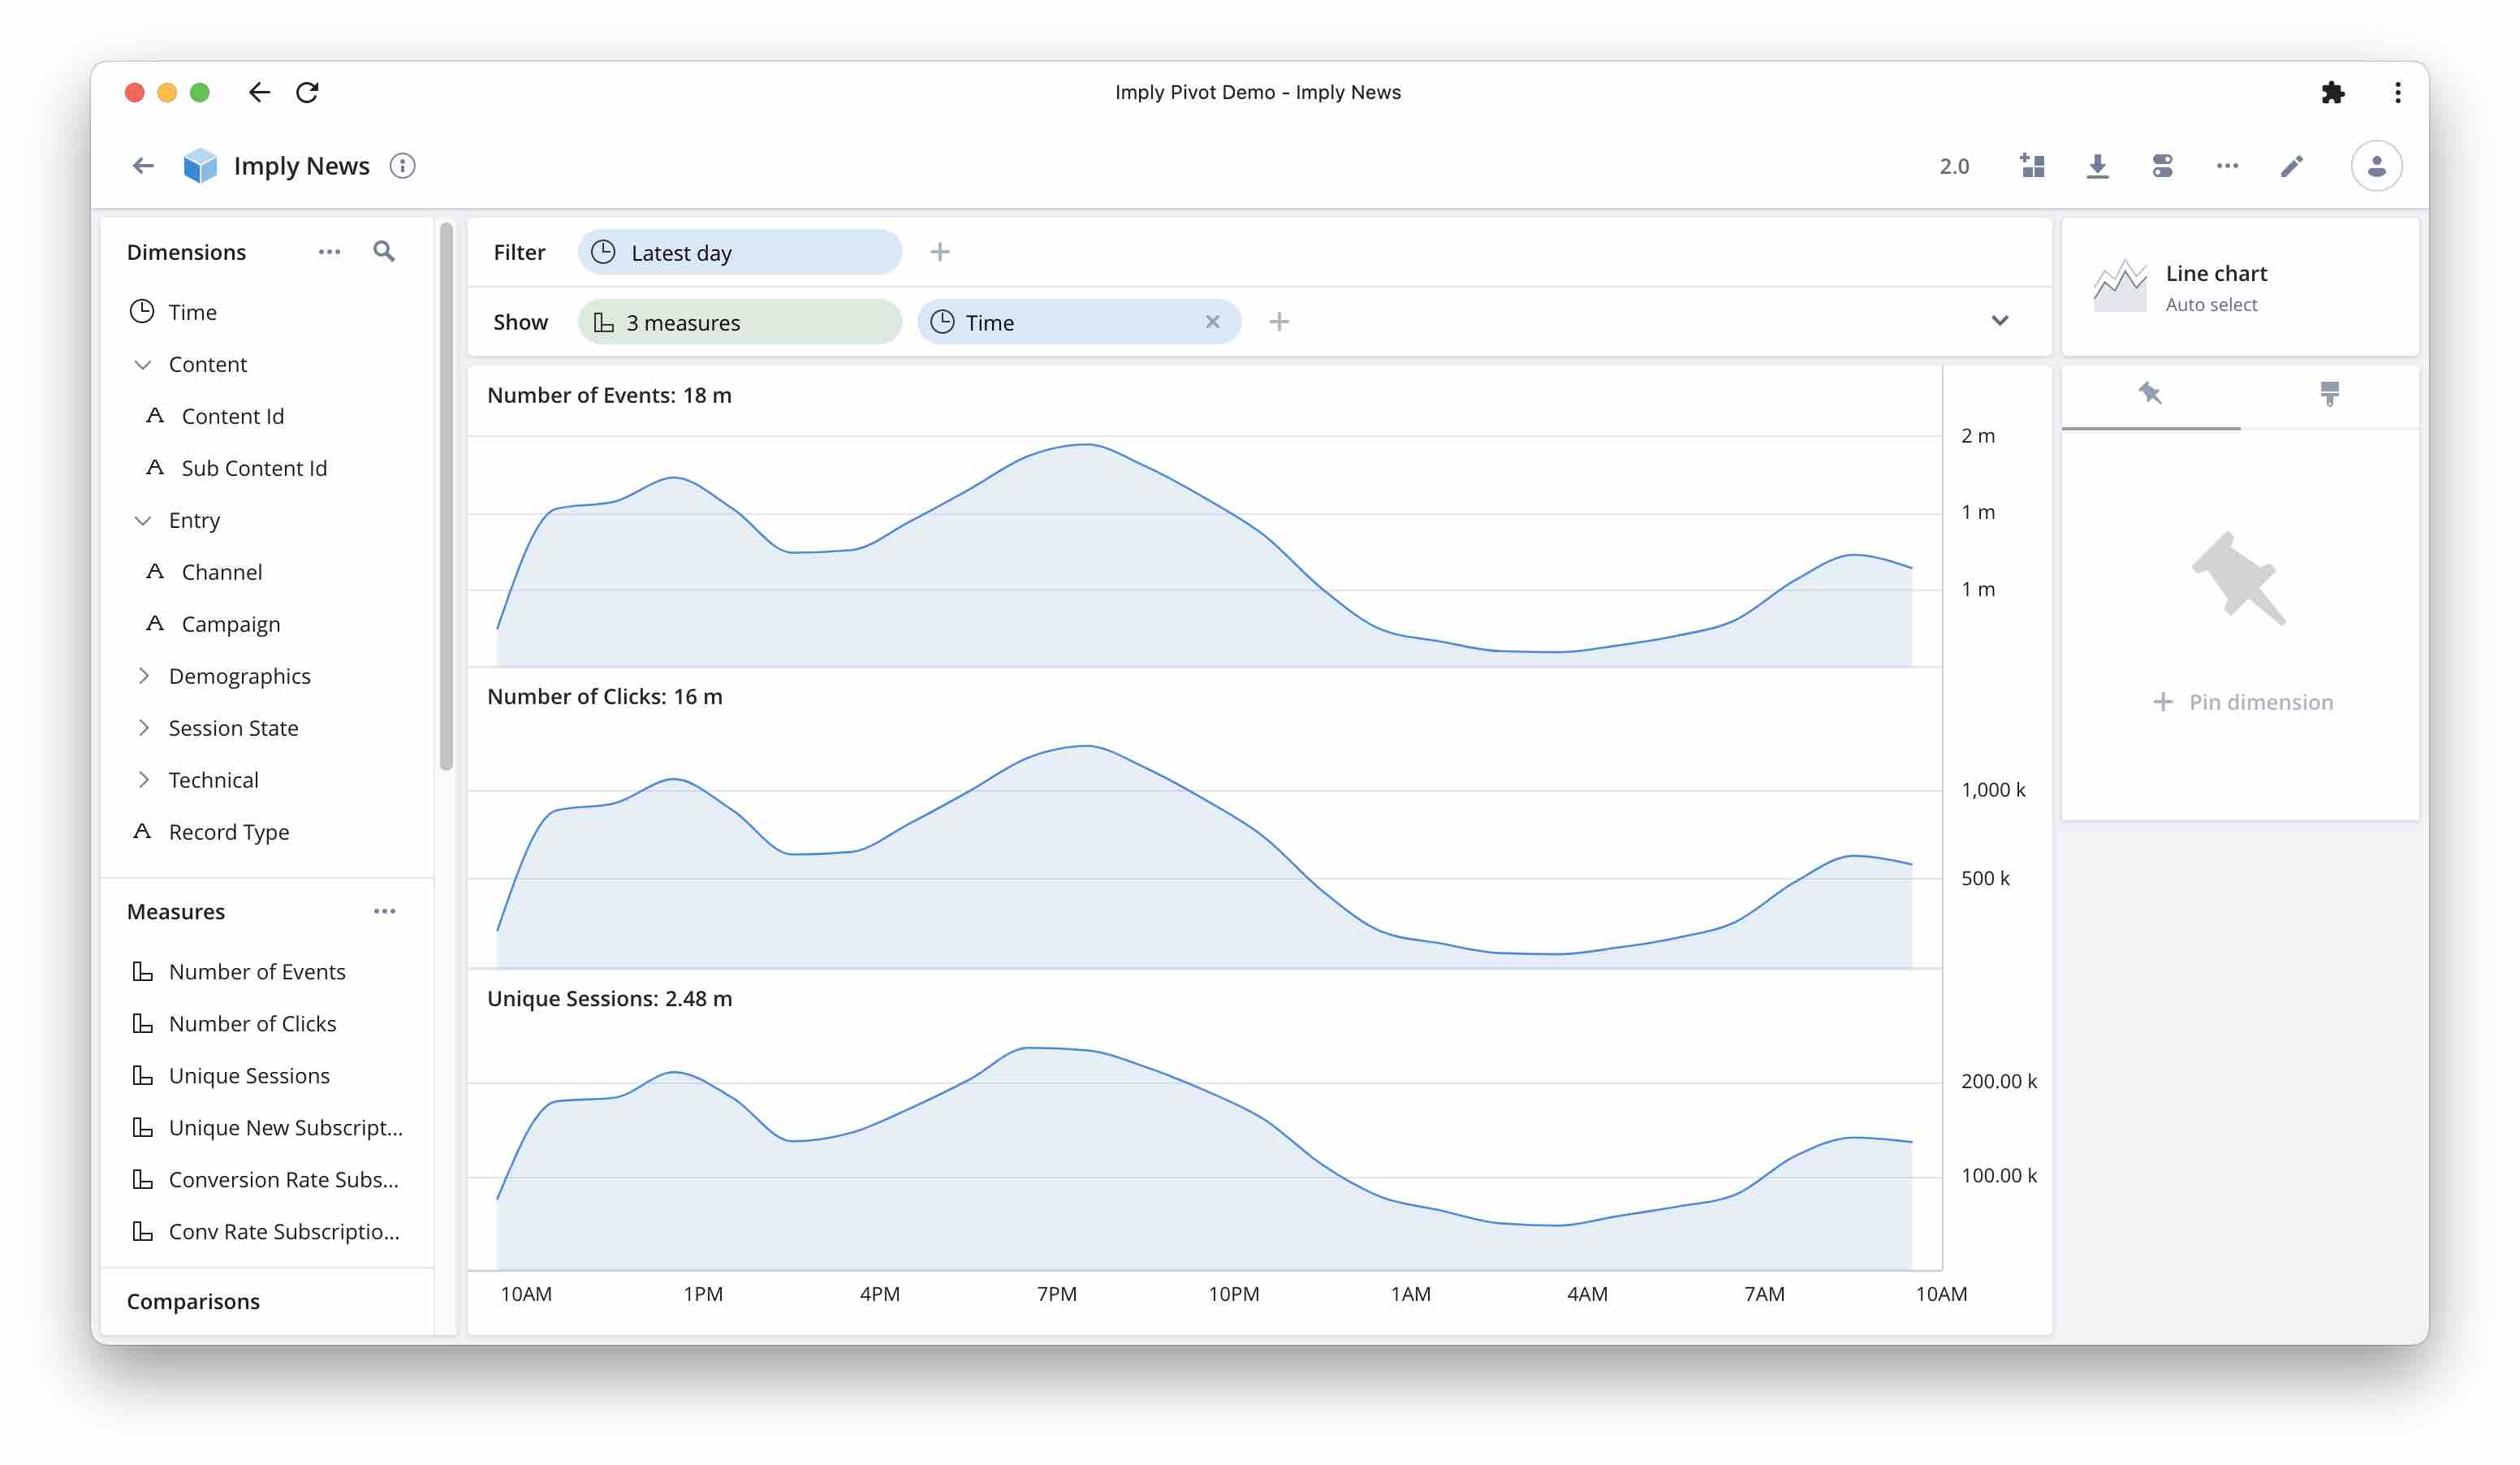 Imply Pivot Demo - Imply News
Imply News
2.0
Dimensions
Time
Content
Content Id
Sub Content Id
Entry
Channel
Campaign
Demographics
Session State
Technical
Record Type
Measures
Number of Events
Number of Clicks
Unique Sessions
Unique New Subscript...
Conversion Rate Subs...
Conv Rate Subscriptio...
Comparisons
Filter Latest day
Show 3 measures Time
Number of Events: 18 m
2 m
1 m
1 m
Number of Clicks: 16 m
1,000 k
500 k
Unique Sessions: 2.48 m
200.00 k
100.00 k
10AM 1PM 4PM 7PM 10PM 1AM 4AM 7AM 10AM
Line chart
Auto select
Pin dimension